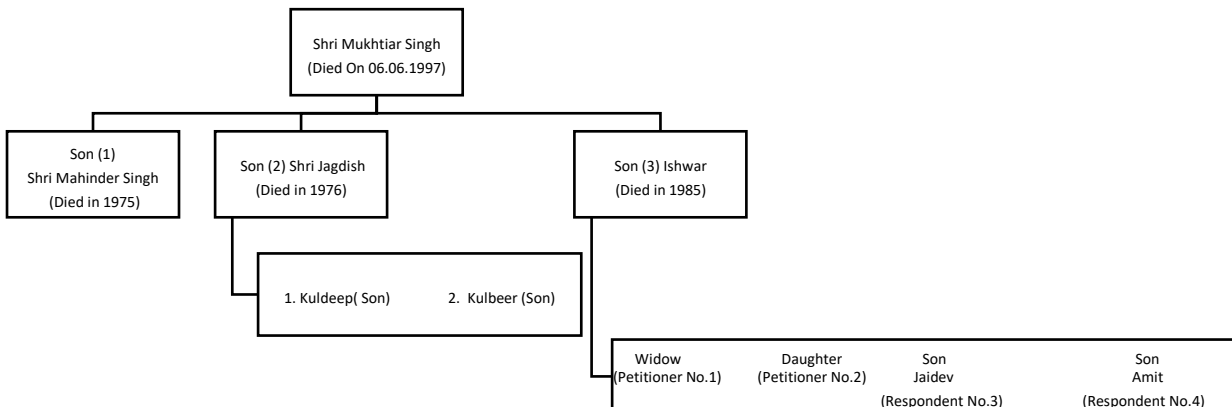 Shri Mukhtiar Singh
(Died On 06.06.1997)
Son (1)
Shri Mahinder Singh
(Died in 1975)
Son (2) Shri Jagdish
(Died in 1976)
Son (3) Ishwar
(Died in 1985)
1. Kuldeep( Son) 2. Kulbeer (Son)
Widow
(Petitioner No.1)
Daughter
(Petitioner No.2)
Son
Jaidev
(Respondent No.3)
Son
Amit
(Respondent No.4)